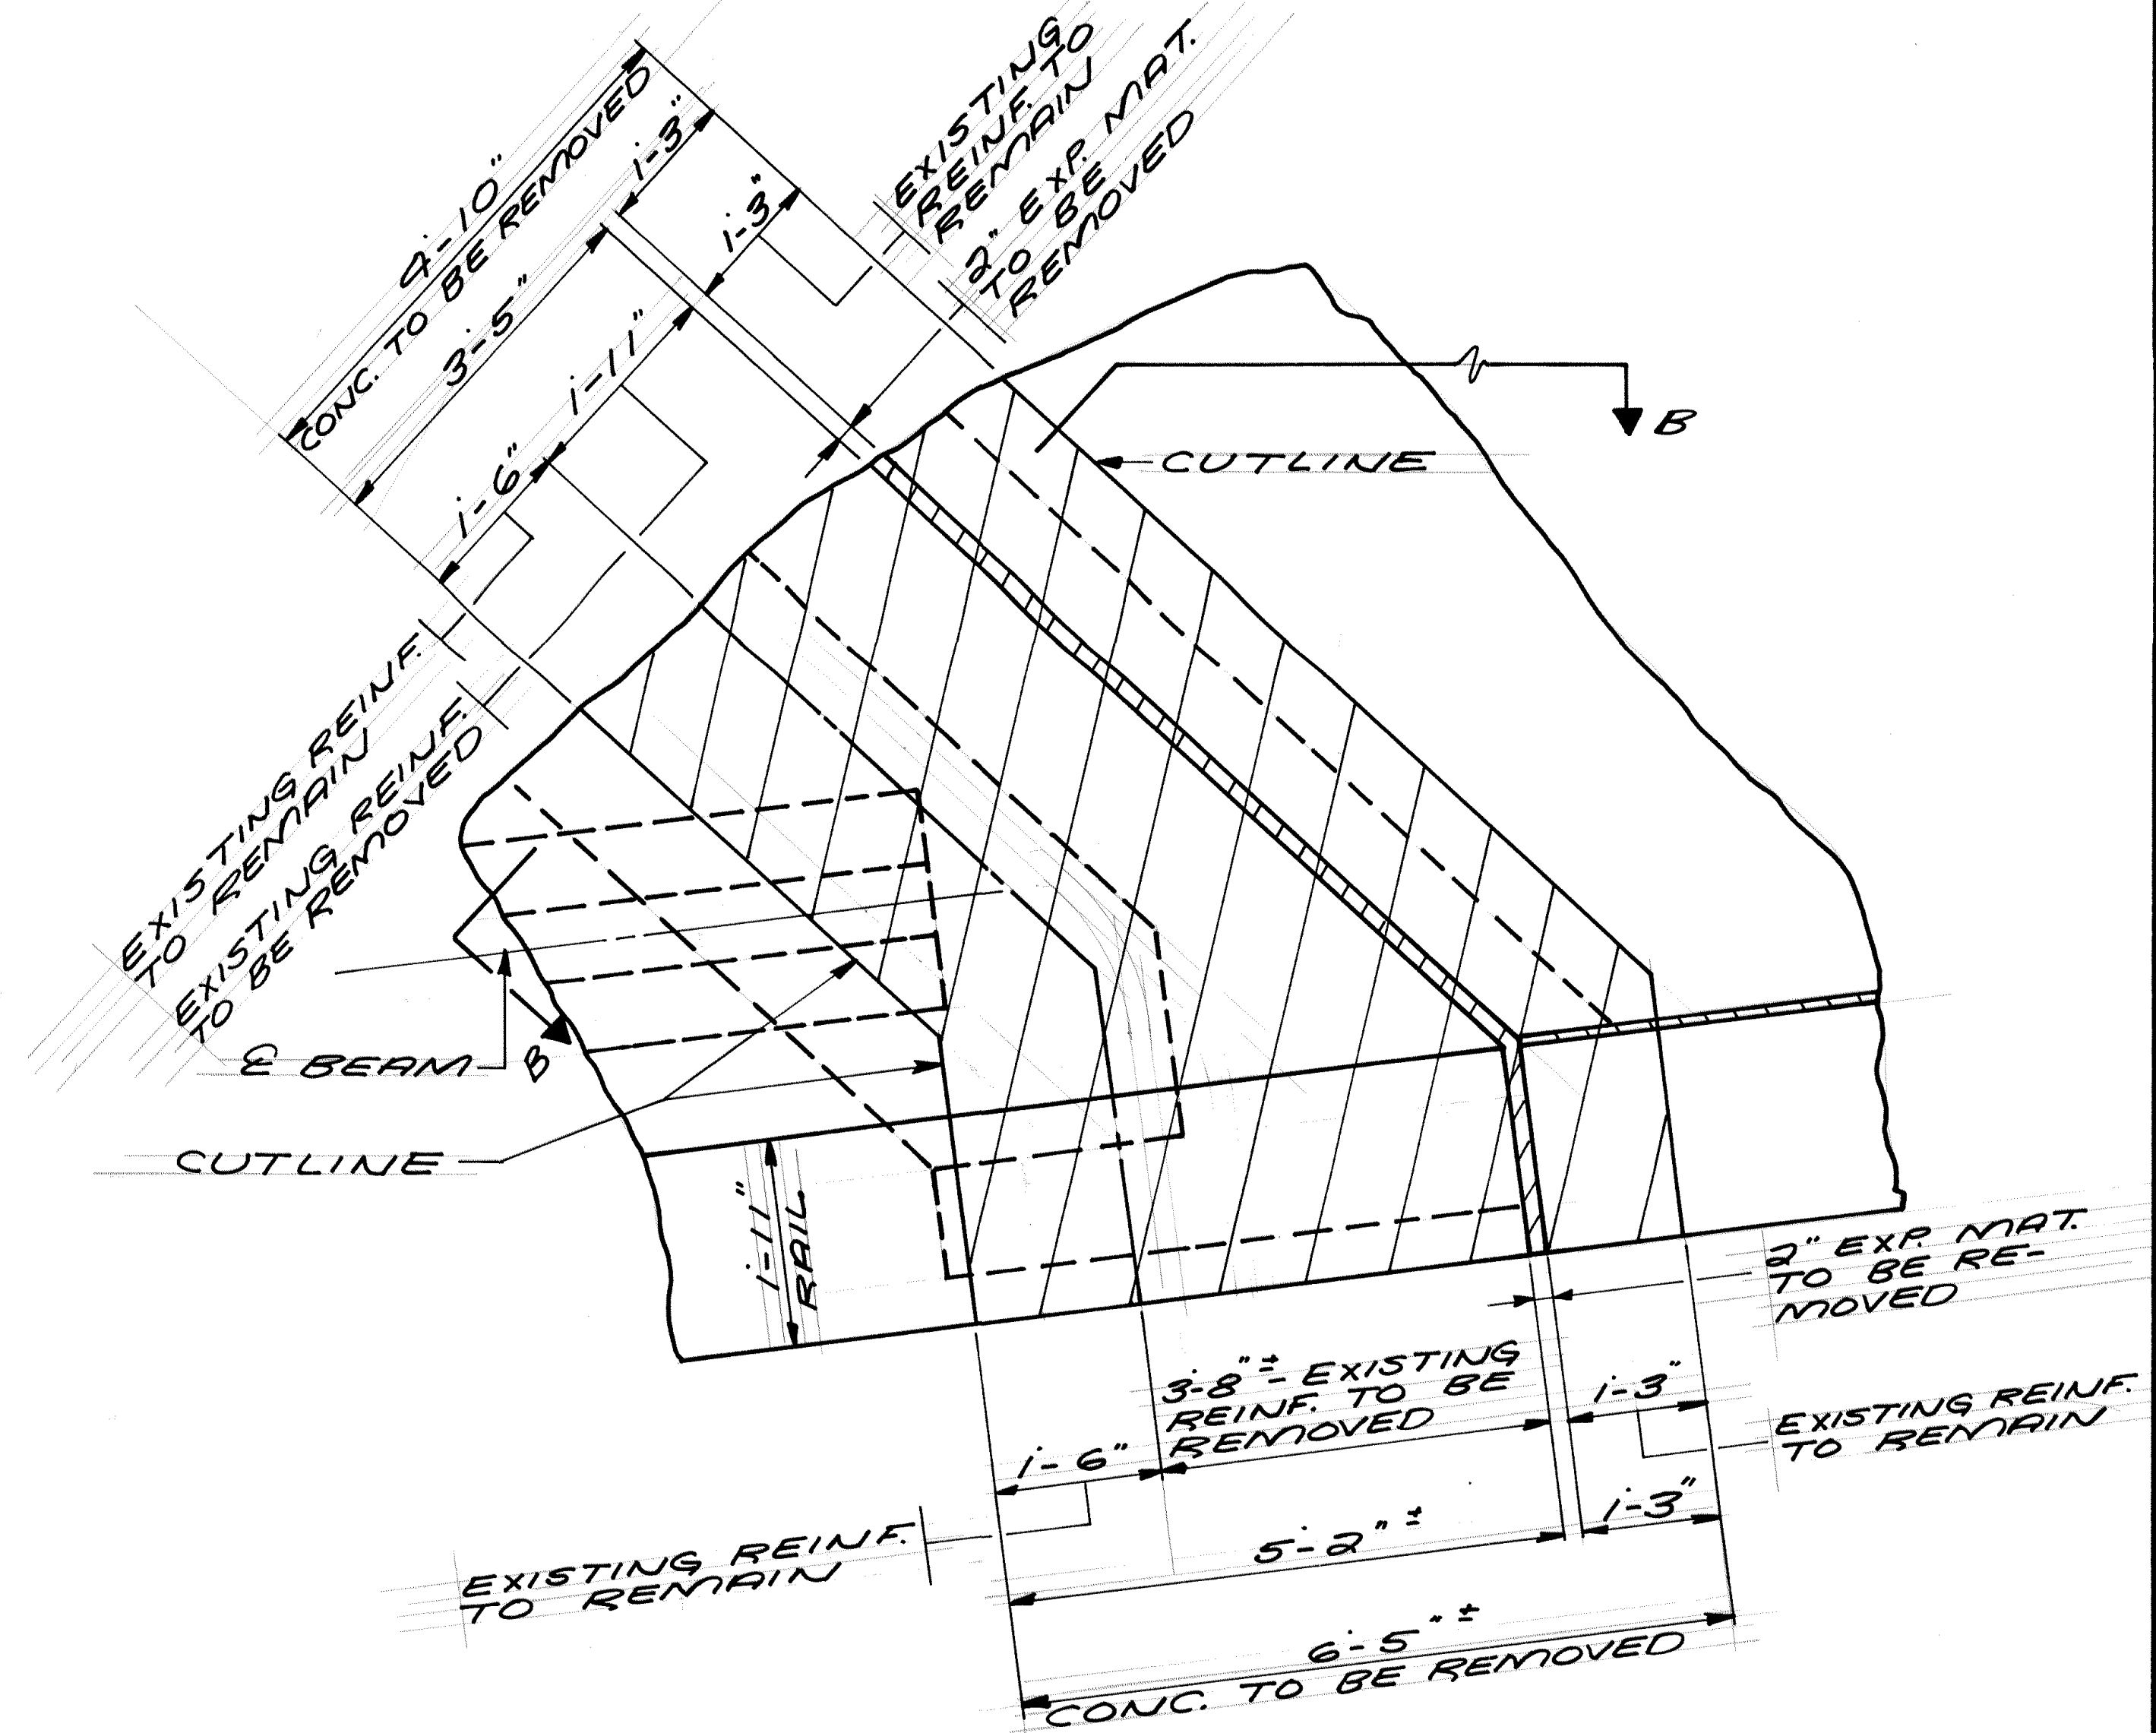 4'-10"
CONC. TO BE REMOVED
1'-3"
3'-5"
1'-3"
1'-11"
1'-6"
EXISTING
REINF. TO
REMAIN
2" EXP. MAT.
TO BE
REMOVED
B
CUTLINE
EXISTING REINF.
TO REMAIN
EXISTING REINF.
TO BE REMOVED
℄ BEAM
B
CUTLINE
1'-11"
RAIL
2" EXP. MAT.
TO BE RE-
MOVED
3'-8"± EXISTING
REINF. TO BE
REMOVED
1'-3"
EXISTING REINF.
TO REMAIN
1'-6"
1'-3"
5'-2"±
EXISTING REINF.
TO REMAIN
6'-5"±
CONC. TO BE REMOVED